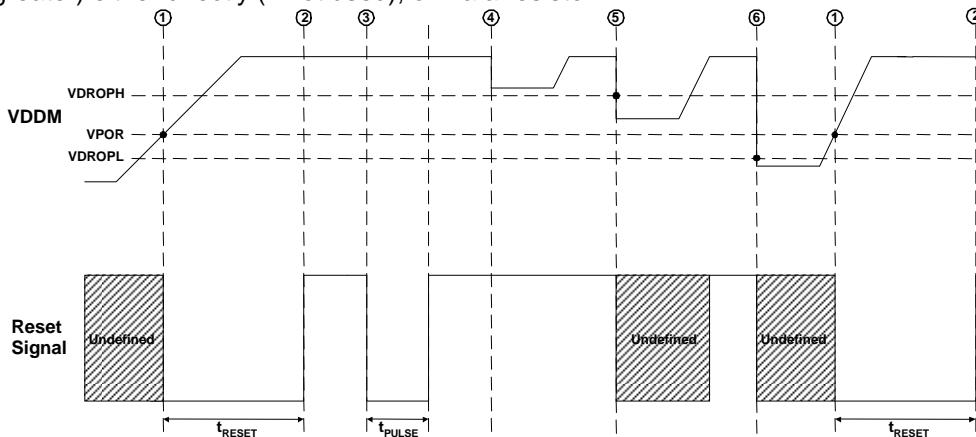 ① ② ③ ④ ⑤ ⑥ ① ②
VDROPH
VDDM
VPOR
VDROPL
Reset
Signal
Undefined
Undefined
Undefined
tRESET
tPULSE
tRESET